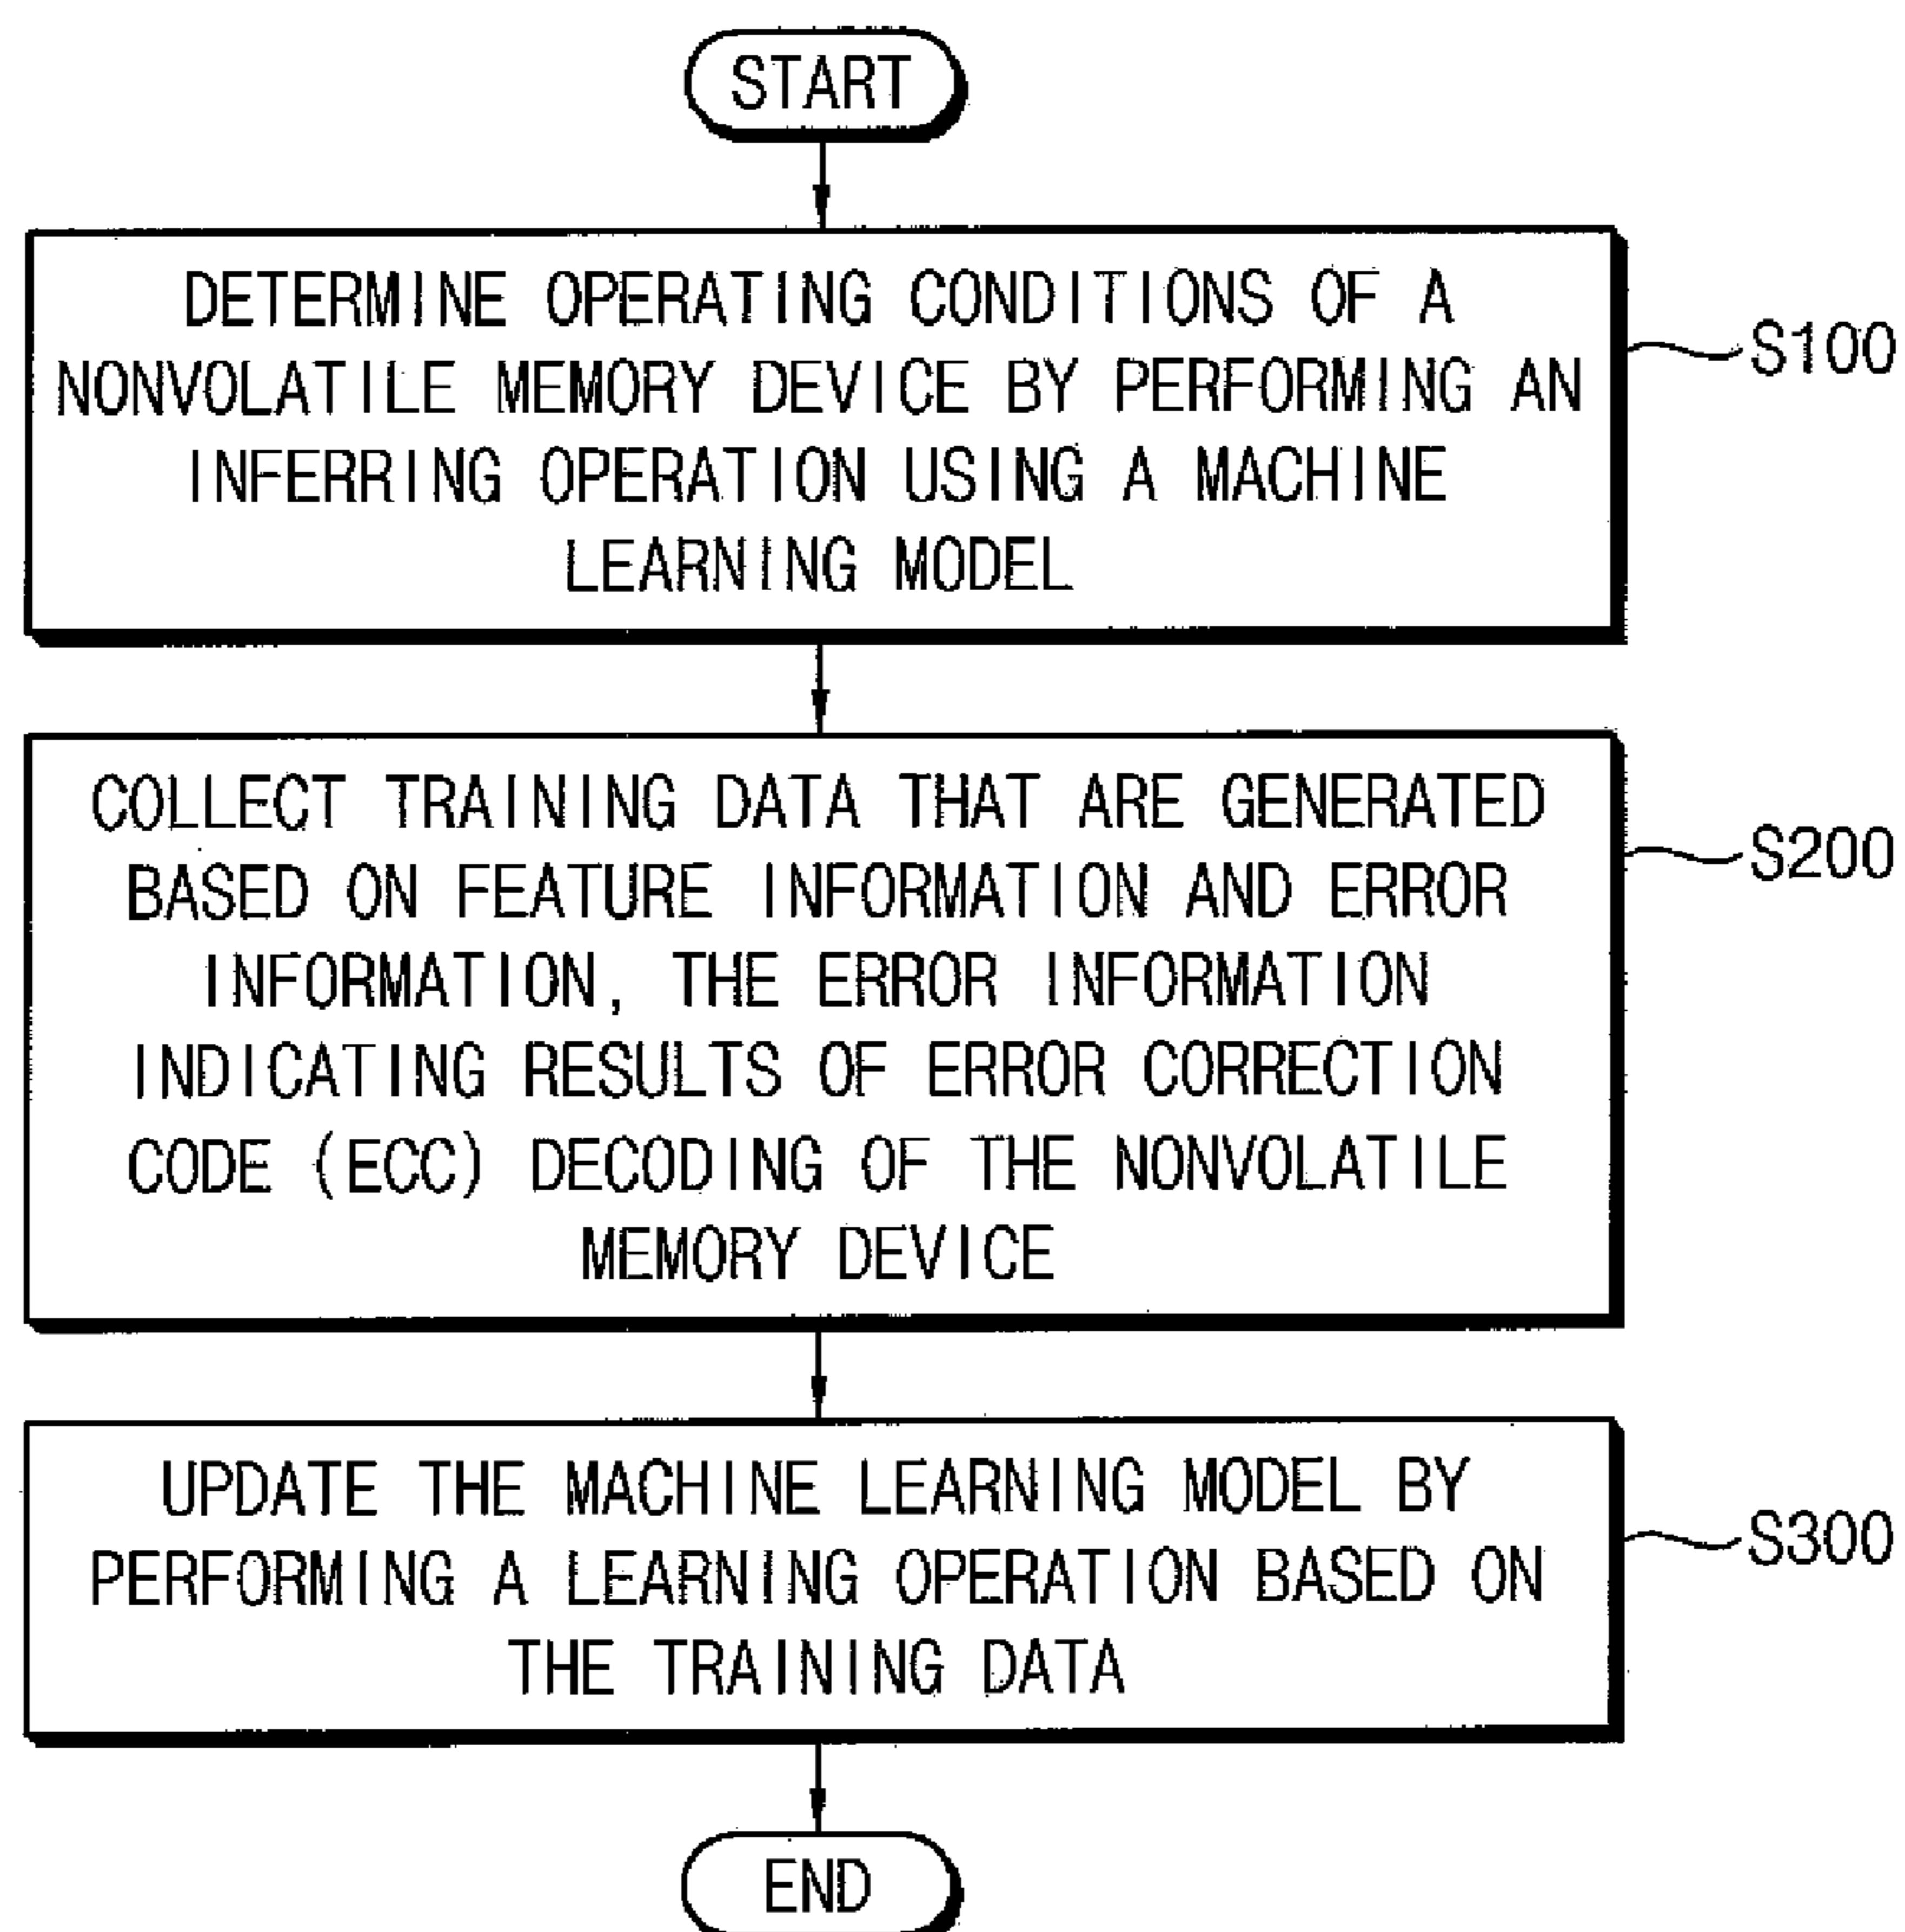 START
DETERMINE OPERATING CONDITIONS OF A
NONVOLATILE MEMORY DEVICE BY PERFORMING AN
INFERRING OPERATION USING A MACHINE
LEARNING MODEL
S100
COLLECT TRAINING DATA THAT ARE GENERATED
BASED ON FEATURE INFORMATION AND ERROR
INFORMATION, THE ERROR INFORMATION
INDICATING RESULTS OF ERROR CORRECTION
CODE (ECC) DECODING OF THE NONVOLATILE
MEMORY DEVICE
S200
UPDATE THE MACHINE LEARNING MODEL BY
PERFORMING A LEARNING OPERATION BASED ON
THE TRAINING DATA
S300
END